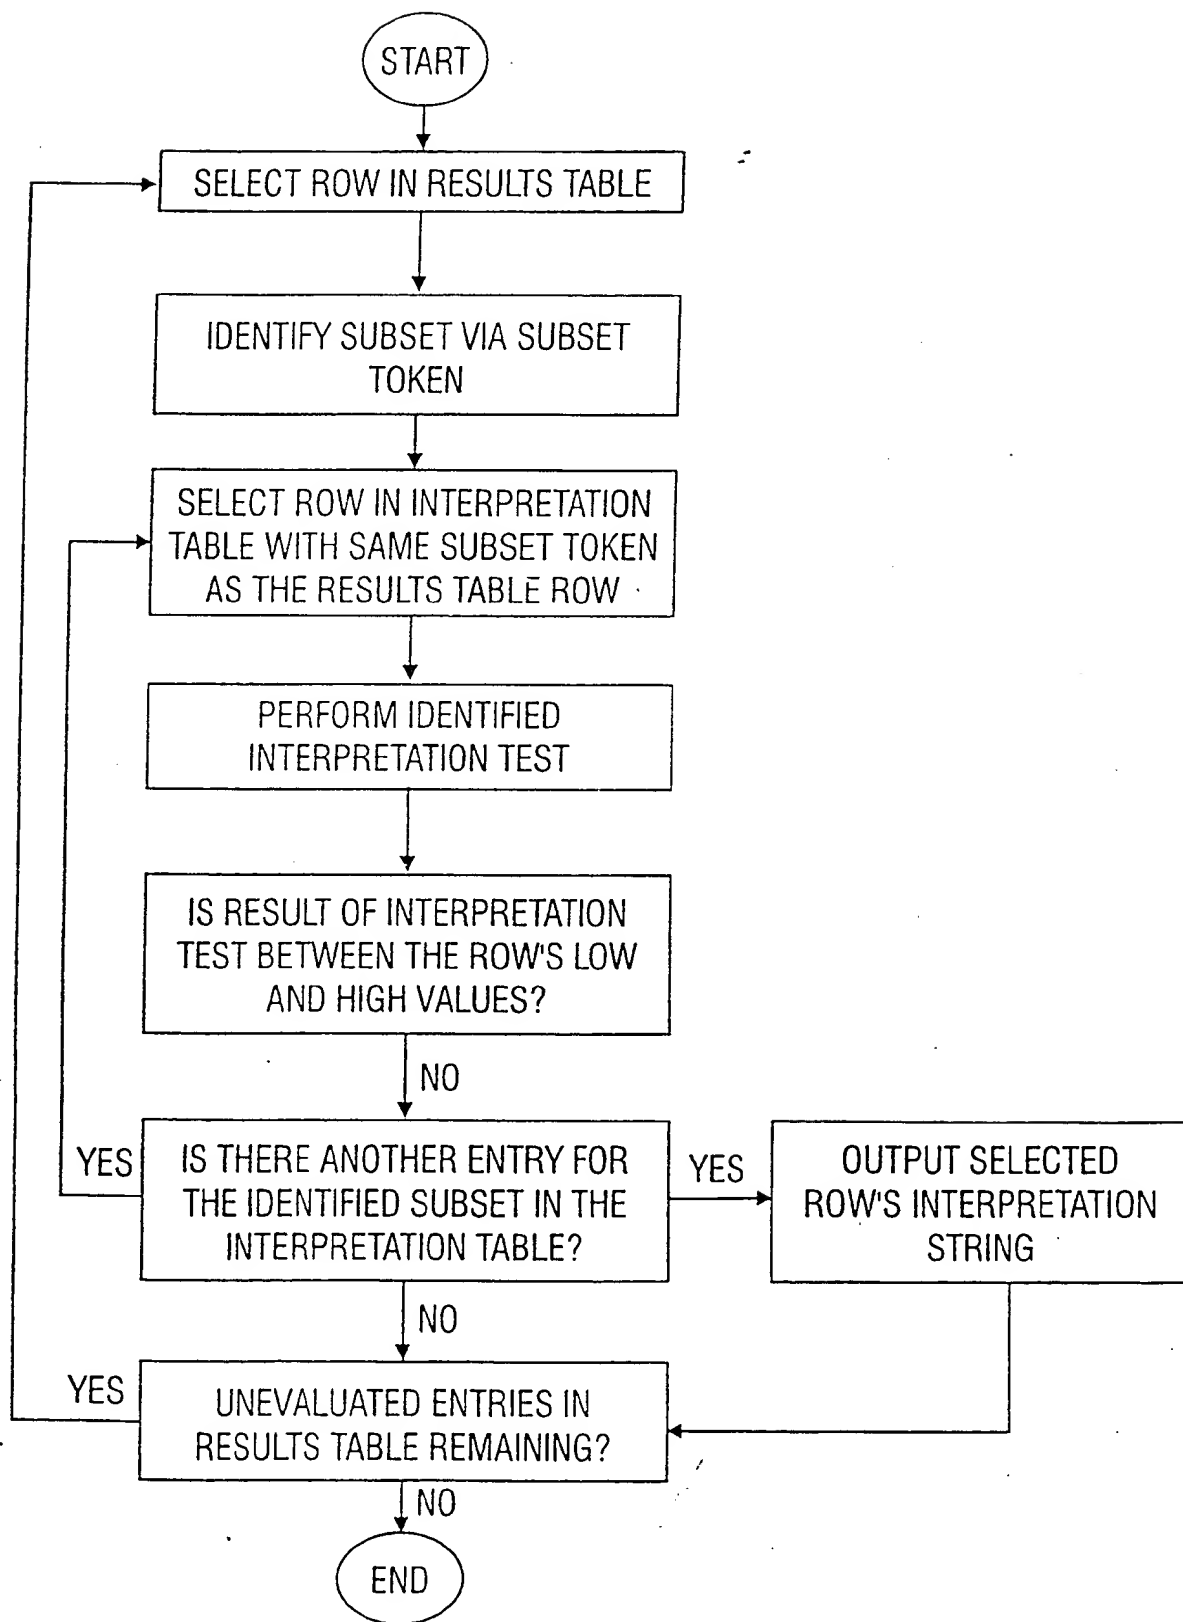 START
SELECT ROW IN RESULTS TABLE
IDENTIFY SUBSET VIA SUBSET
TOKEN
SELECT ROW IN INTERPRETATION
TABLE WITH SAME SUBSET TOKEN
AS THE RESULTS TABLE ROW
PERFORM IDENTIFIED
INTERPRETATION TEST
IS RESULT OF INTERPRETATION
TEST BETWEEN THE ROW'S LOW
AND HIGH VALUES?
NO
YES
IS THERE ANOTHER ENTRY FOR
THE IDENTIFIED SUBSET IN THE
INTERPRETATION TABLE?
YES
OUTPUT SELECTED
ROW'S INTERPRETATION
STRING
NO
YES
UNEVALUATED ENTRIES IN
RESULTS TABLE REMAINING?
NO
END